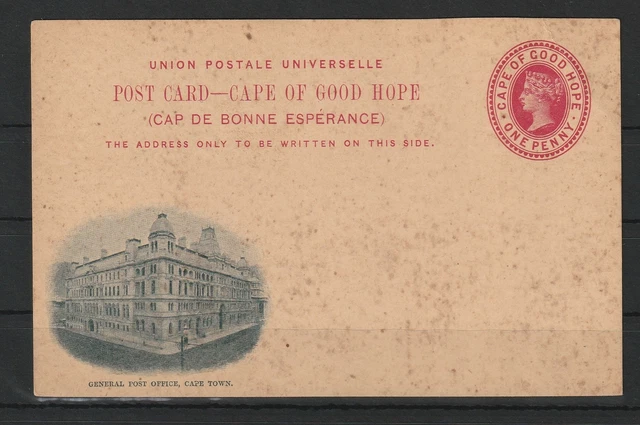 UNION POSTALE UNIVERSELLE
POST CARD—CAPE OF GOOD HOPE
(CAP DE BONNE ESPÉRANCE)
THE ADDRESS ONLY TO BE WRITTEN ON THIS SIDE.
CAPE OF GOOD HOPE
ONE PENNY
GENERAL POST OFFICE, CAPE TOWN.